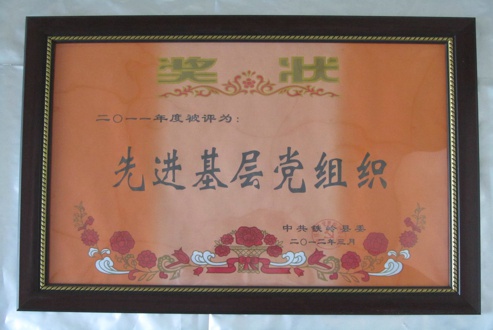 奖状
二〇一一年度被评为：
先进基层党组织
中共铁岭县委
二〇一二年三月